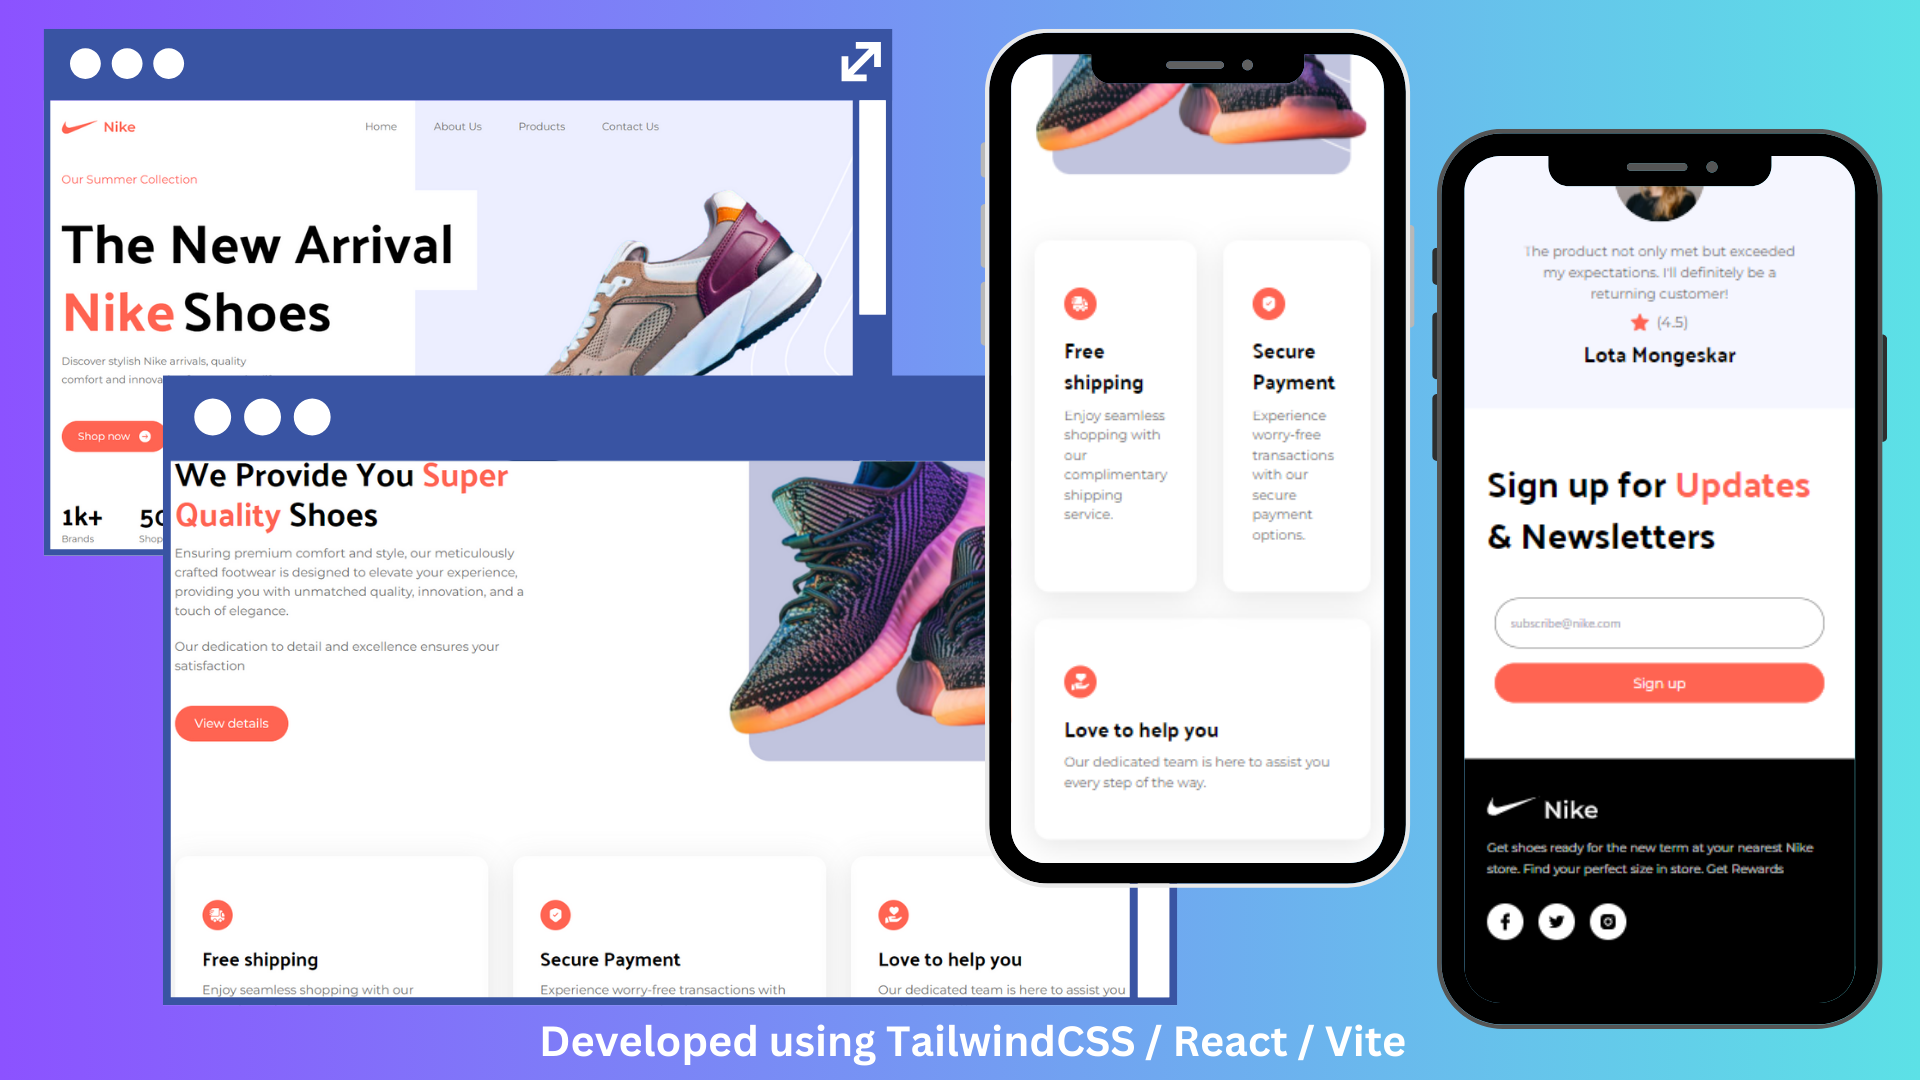 Nike
Home
About Us
Products
Contact Us
Our Summer Collection
The New Arrival
Nike Shoes
Discover stylish Nike arrivals, quality
comfort and innova
Shop now
1k+
Brands
Shop
We Provide You Super
Quality Shoes
Ensuring premium comfort and style, our meticulously
crafted footwear is designed to elevate your experience,
providing you with unmatched quality, innovation, and a
touch of elegance.
Our dedication to detail and excellence ensures your
satisfaction
View details
Free shipping
Enjoy seamless shopping with our
Secure Payment
Experience worry-free transactions with
Love to help you
Our dedicated team is here to assist you
Free
shipping
Enjoy seamless
shopping with
our
complimentary
shipping
service.
Secure
Payment
Experience
worry-free
transactions
with our
secure
payment
options.
Love to help you
Our dedicated team is here to assist you
every step of the way.
The product not only met but exceeded
my expectations. I'll definitely be a
returning customer!
(4.5)
Lota Mongeskar
Sign up for Updates
& Newsletters
subscribe@nike.com
Sign up
Nike
Get shoes ready for the new term at your nearest Nike
store. Find your perfect size in store. Get Rewards
Developed using TailwindCSS / React / Vite